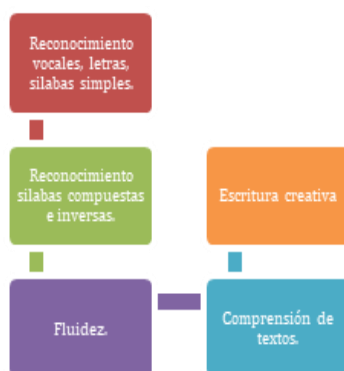 Reconocimiento
vocales, letras,
silabas simples.
Reconocimiento
silabas compuestas
e inversas.
Fluidez.
Comprensión de
textos.
Escritura creativa